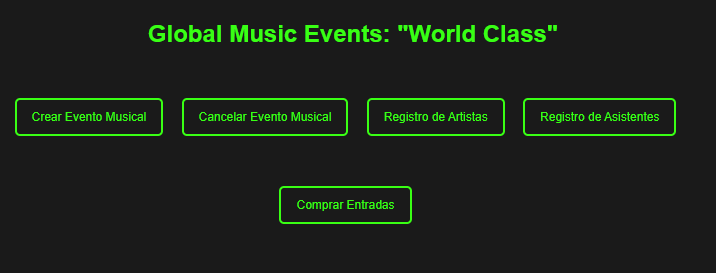 Global Music Events: "World Class"
Crear Evento Musical
Cancelar Evento Musical
Registro de Artistas
Registro de Asistentes
Comprar Entradas